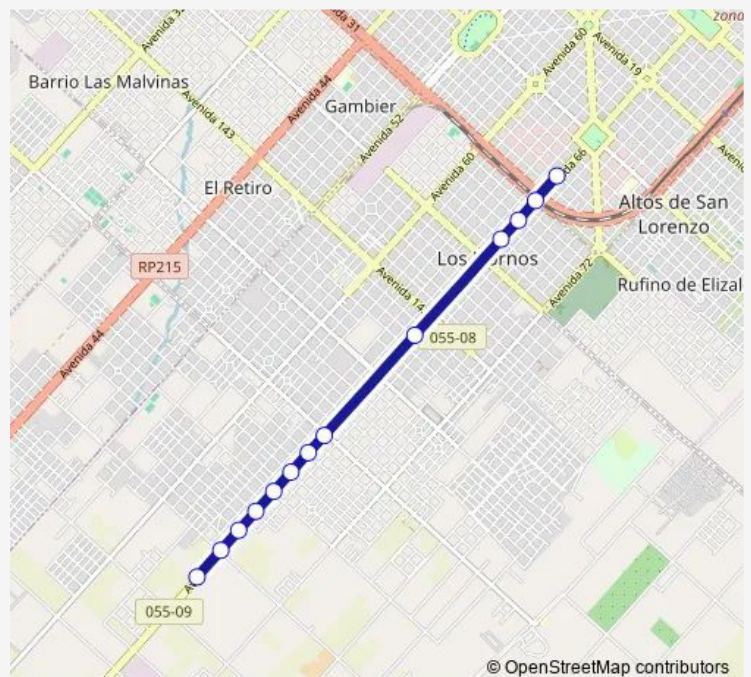 zona
Avenida 31
Avenida 60
Avenida 32
Avenida 19
Barrio Las Malvinas
Avenida 44
Gambier
Avenida 143
Avenida 52
Avenida 60
Avenida 66
El Retiro
Altos de San
Lorenzo
Los Hornos
RP215
Avenida 72
Rufino de Elizal
Avenida 14
055-08
Avenida 44
055-09
© OpenStreetMap contributors